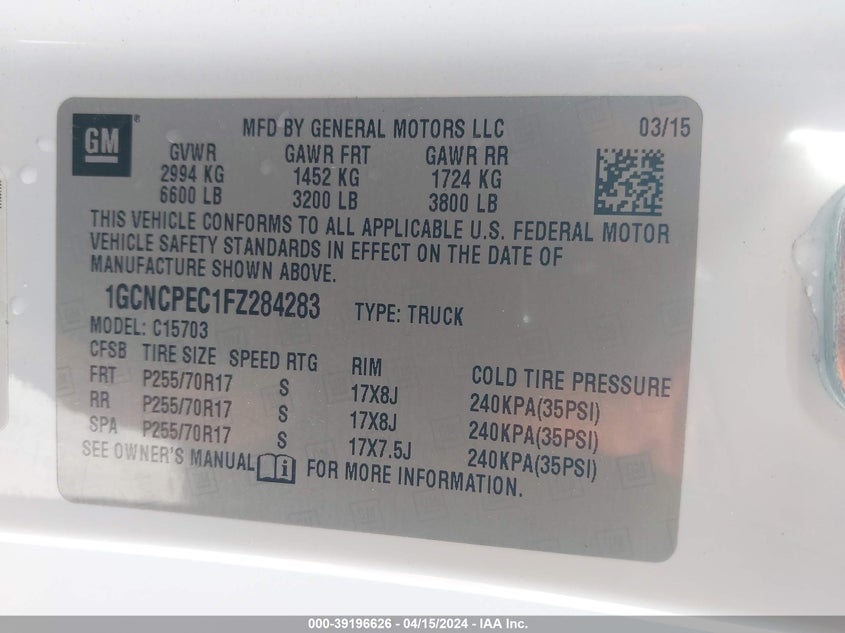 GM®
MFD BY GENERAL MOTORS LLC 03/15
GVWR GAWR FRT GAWR RR
2994 KG 1452 KG 1724 KG
6600 LB 3200 LB 3800 LB
THIS VEHICLE CONFORMS TO ALL APPLICABLE U.S. FEDERAL MOTOR
VEHICLE SAFETY STANDARDS IN EFFECT ON THE DATE OF
MANUFACTURE SHOWN ABOVE.
1GCNCPEC1FZ284283 TYPE: TRUCK
MODEL: C15703
CFSB TIRE SIZE SPEED RTG RIM COLD TIRE PRESSURE
FRT P255/70R17 S 17X8J 240KPA(35PSI)
RR P255/70R17 S 17X8J 240KPA(35PSI)
SPA P255/70R17 S 17X7.5J 240KPA(35PSI)
SEE OWNER'S MANUAL FOR MORE INFORMATION.
000-39196626 - 04/15/2024 - IAA Inc.